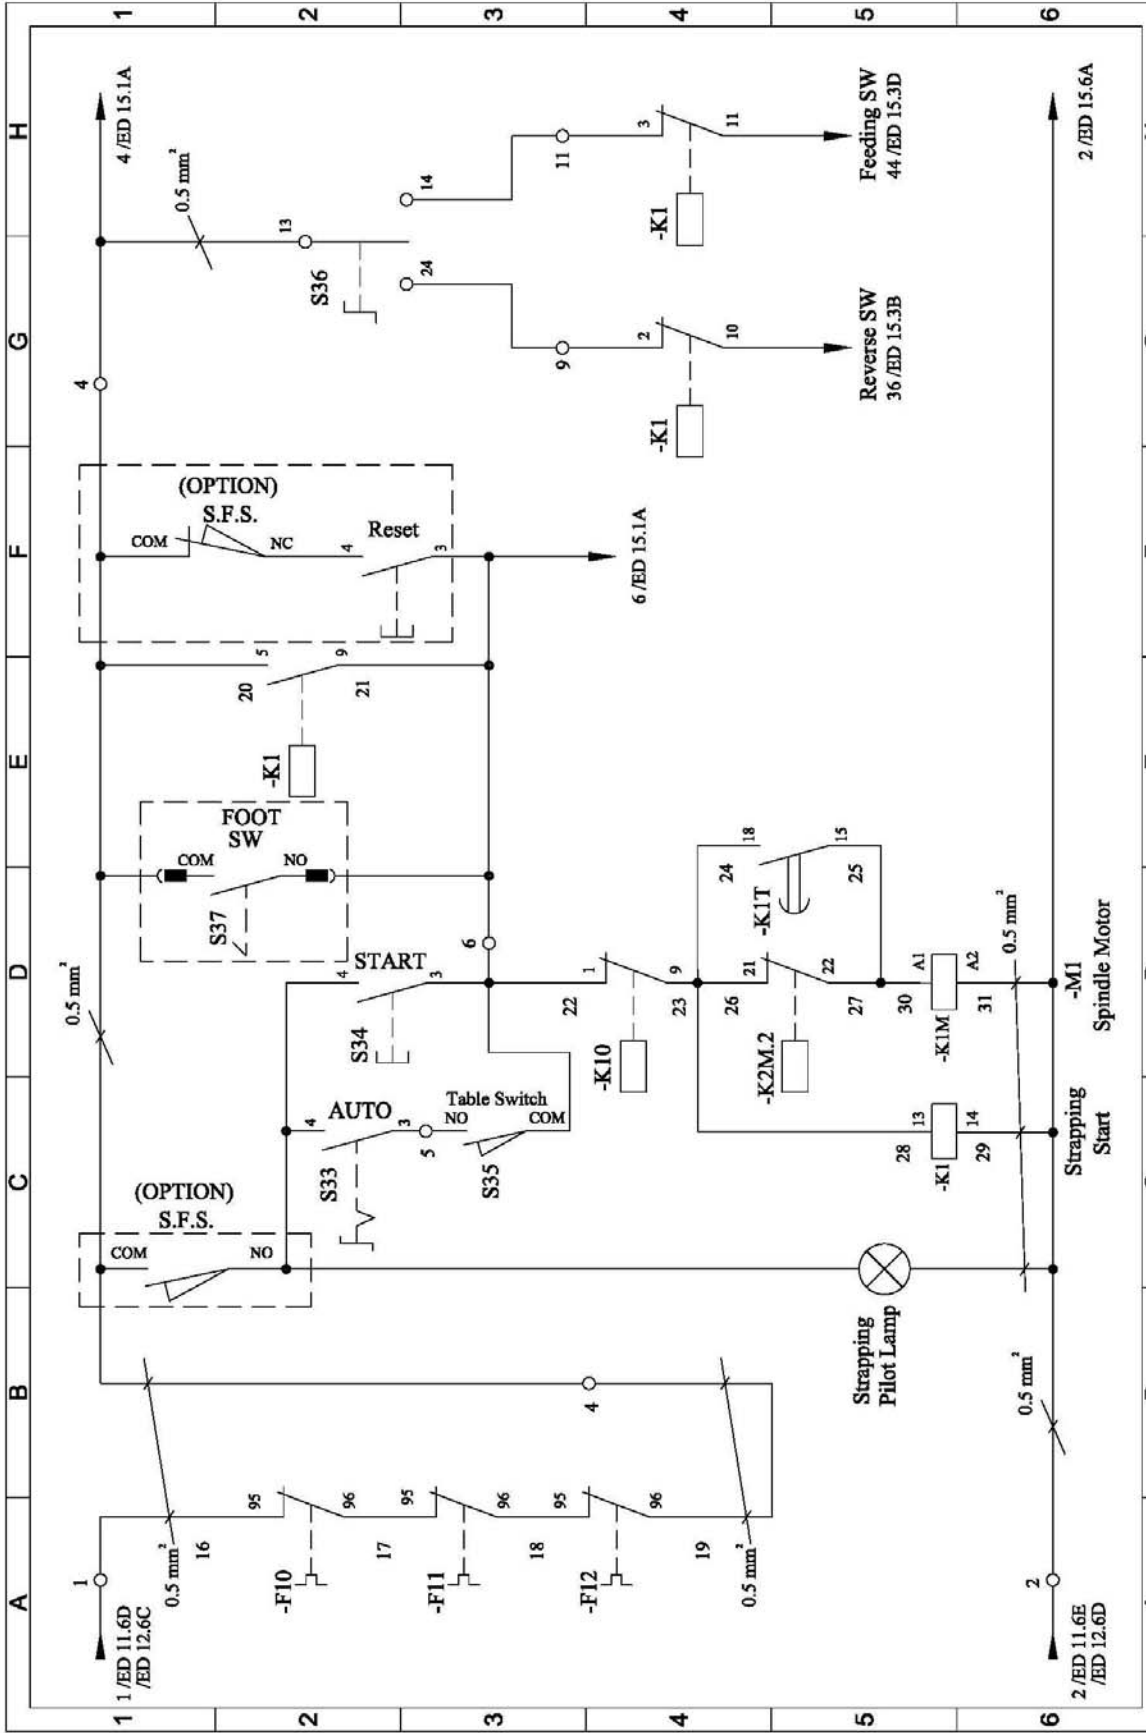 A
B
C
D
E
F
G
H
1
2
3
4
5
6
1
2
3
4
5
6
1 /ED 11.6D
/ED 12.6C
1
0.5 mm²
16
95
-F10
96
17
95
-F11
96
18
95
-F12
96
19
0.5 mm²
4
2 /ED 11.6E
/ED 12.6D
2
0.5 mm²
(OPTION)
S.F.S.
COM
NO
Strapping
Pilot Lamp
0.5 mm²
4
AUTO
S33
3
5
NO
Table Switch
COM
S35
4
START
S34
3
6
FOOT
SW
COM
NO
S37
-K1
5
20
9
21
(OPTION)
S.F.S.
COM
NC
4
Reset
3
6 /ED 15.1A
22
1
-K10
9
23
26
21
-K2M.2
22
27
24
18
-K1T
15
25
28
13
-K1
14
29
30
A1
-K1M
A2
31
0.5 mm²
Strapping
Start
-M1
Spindle Motor
4
4 /ED 15.1A
0.5 mm²
13
S36
24
14
9
11
2
-K1
10
3
-K1
11
Reverse SW
36 /ED 15.3B
Feeding SW
44 /ED 15.3D
2 /ED 15.6A